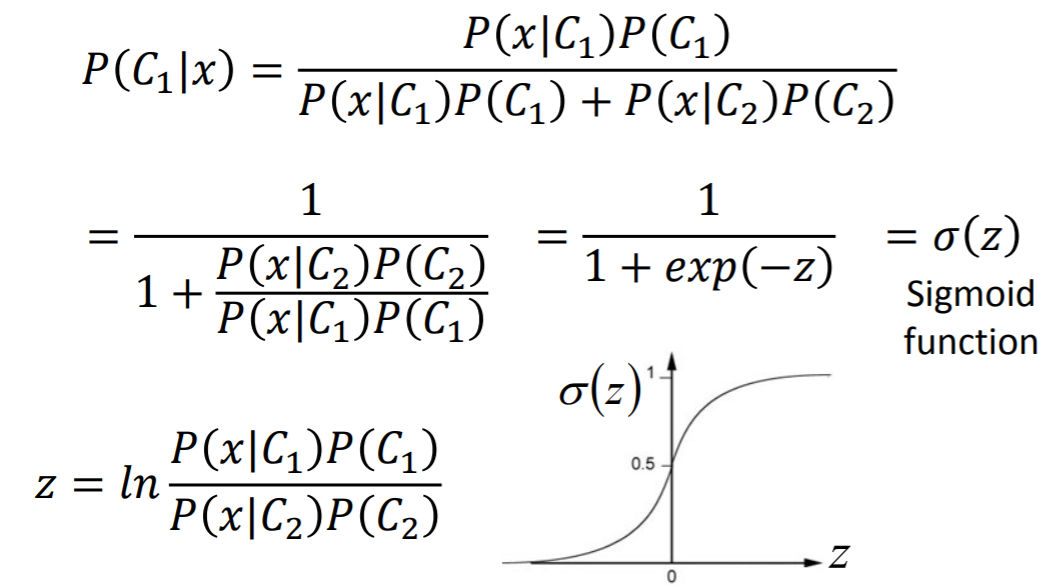 P(C₁|x) = P(x|C₁)P(C₁) / P(x|C₁)P(C₁) + P(x|C₂)P(C₂)
= 1 / 1 + P(x|C₂)P(C₂) / P(x|C₁)P(C₁) = 1 / 1 + exp(−z) = σ(z)
Sigmoid
function
z = ln P(x|C₁)P(C₁) / P(x|C₂)P(C₂)
σ(z) 1
0.5
z
0